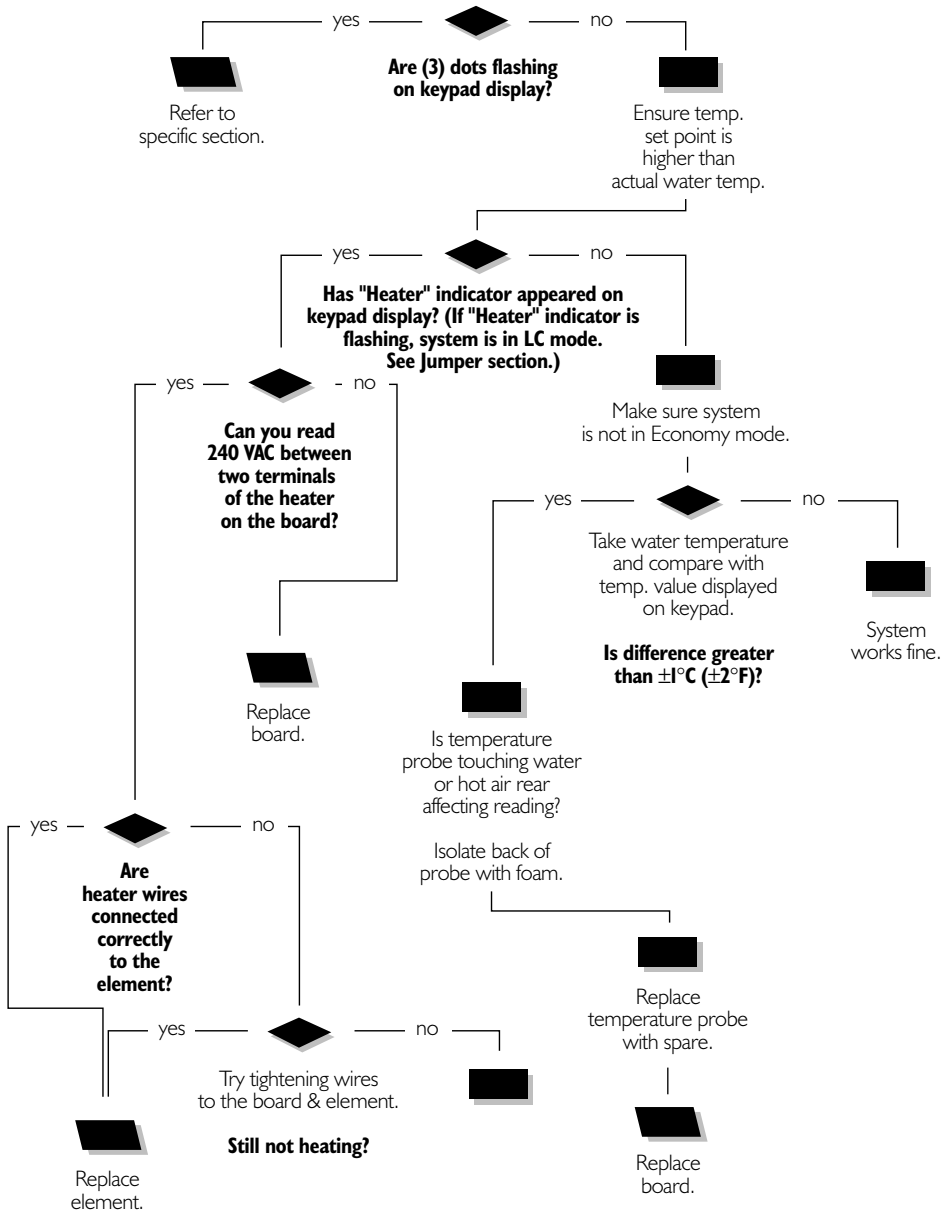 yes
no
Are (3) dots flashing
on keypad display?
Refer to
specific section.
Ensure temp.
set point is
higher than
actual water temp.
yes
no
Has "Heater" indicator appeared on
keypad display? (If "Heater" indicator is
flashing, system is in LC mode.
See Jumper section.)
yes
no
Can you read
240 VAC between
two terminals
of the heater
on the board?
Make sure system
is not in Economy mode.
yes
no
Take water temperature
and compare with
temp. value displayed
on keypad.
Is difference greater
than ±1°C (±2°F)?
System
works fine.
Replace
board.
Is temperature
probe touching water
or hot air rear
affecting reading?
Isolate back of
probe with foam.
yes
no
Are
heater wires
connected
correctly
to the
element?
Replace
temperature probe
with spare.
yes
no
Try tightening wires
to the board & element.
Still not heating?
Replace
element.
Replace
board.